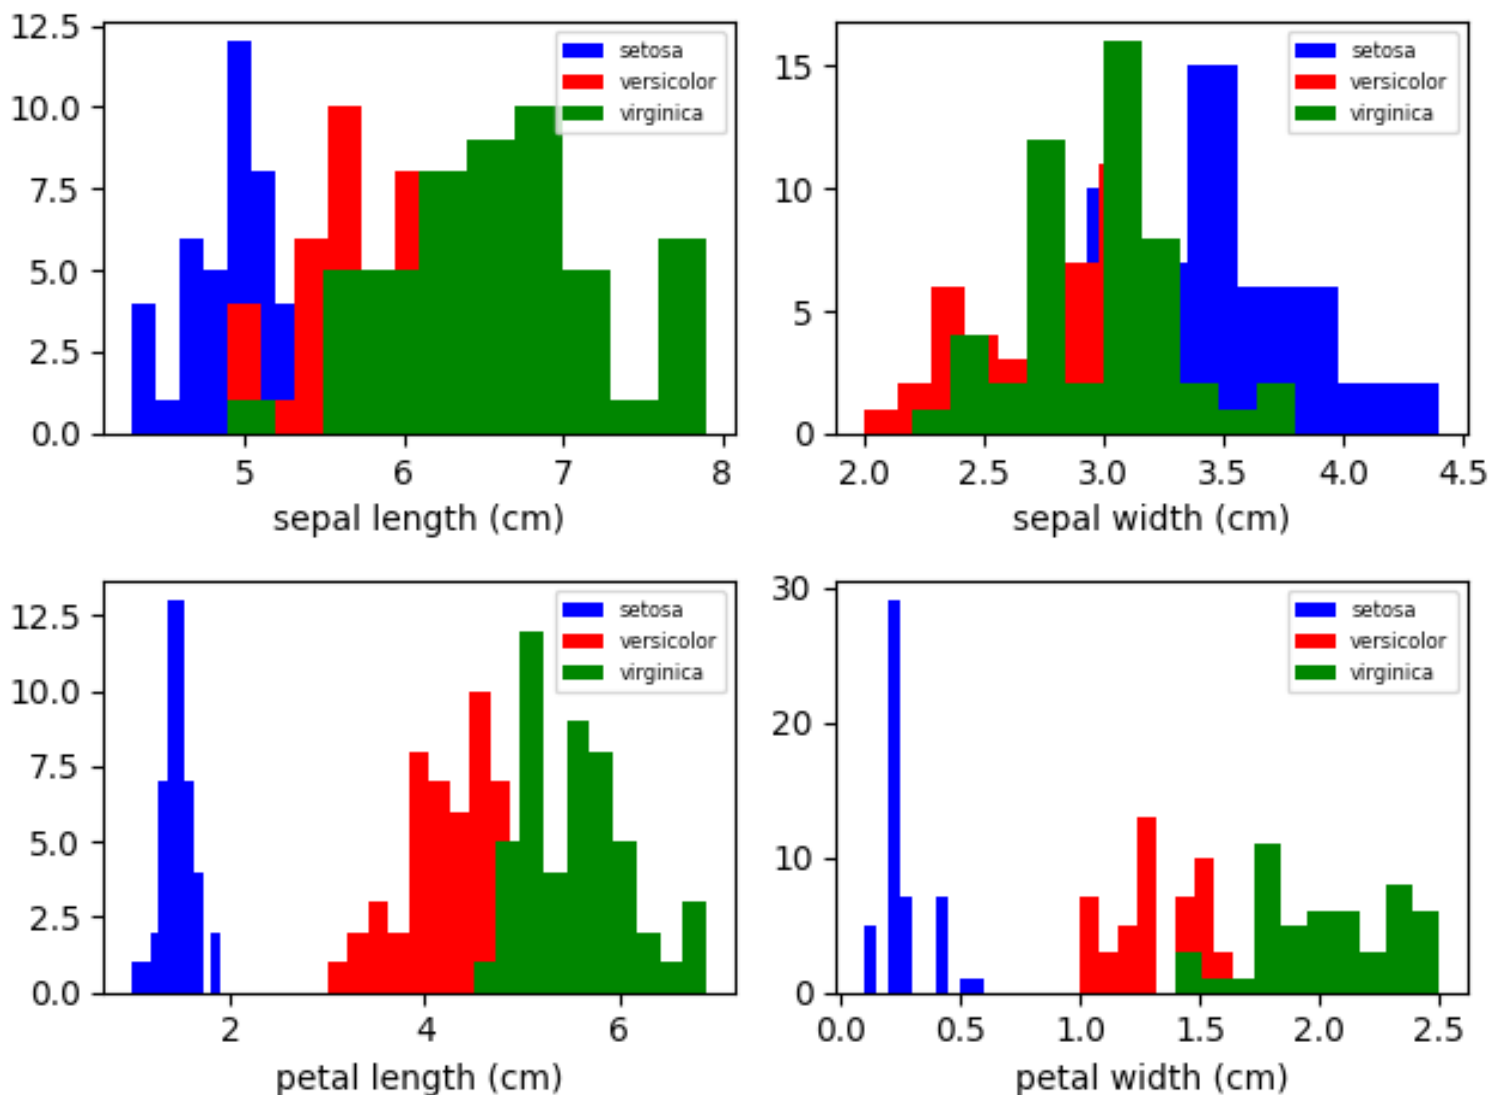 12.5
10.0
7.5
5.0
2.5
0.0
5 6 7 8
sepal length (cm)
setosa
versicolor
virginica
15
10
5
0
2.0 2.5 3.0 3.5 4.0 4.5
sepal width (cm)
setosa
versicolor
virginica
12.5
10.0
7.5
5.0
2.5
0.0
2 4 6
petal length (cm)
setosa
versicolor
virginica
30
20
10
0
0.0 0.5 1.0 1.5 2.0 2.5
petal width (cm)
setosa
versicolor
virginica